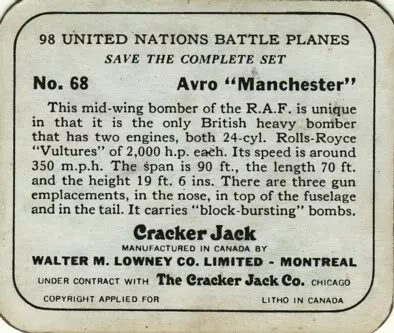 98 UNITED NATIONS BATTLE PLANES
SAVE THE COMPLETE SET
No. 68 Avro "Manchester"
This mid-wing bomber of the R.A.F. is unique
in that it is the only British heavy bomber
that has two engines, both 24-cyl. Rolls-Royce
"Vultures" of 2,000 h.p. each. Its speed is around
350 m.p.h. The span is 90 ft., the length 70 ft.
and the height 19 ft. 6 ins. There are three gun
emplacements, in the nose, in top of the fuselage
and in the tail. It carries "block-bursting" bombs.
Cracker Jack
MANUFACTURED IN CANADA BY
WALTER M. LOWNEY CO. LIMITED - MONTREAL
UNDER CONTRACT WITH The Cracker Jack Co. CHICAGO
COPYRIGHT APPLIED FOR LITHO IN CANADA